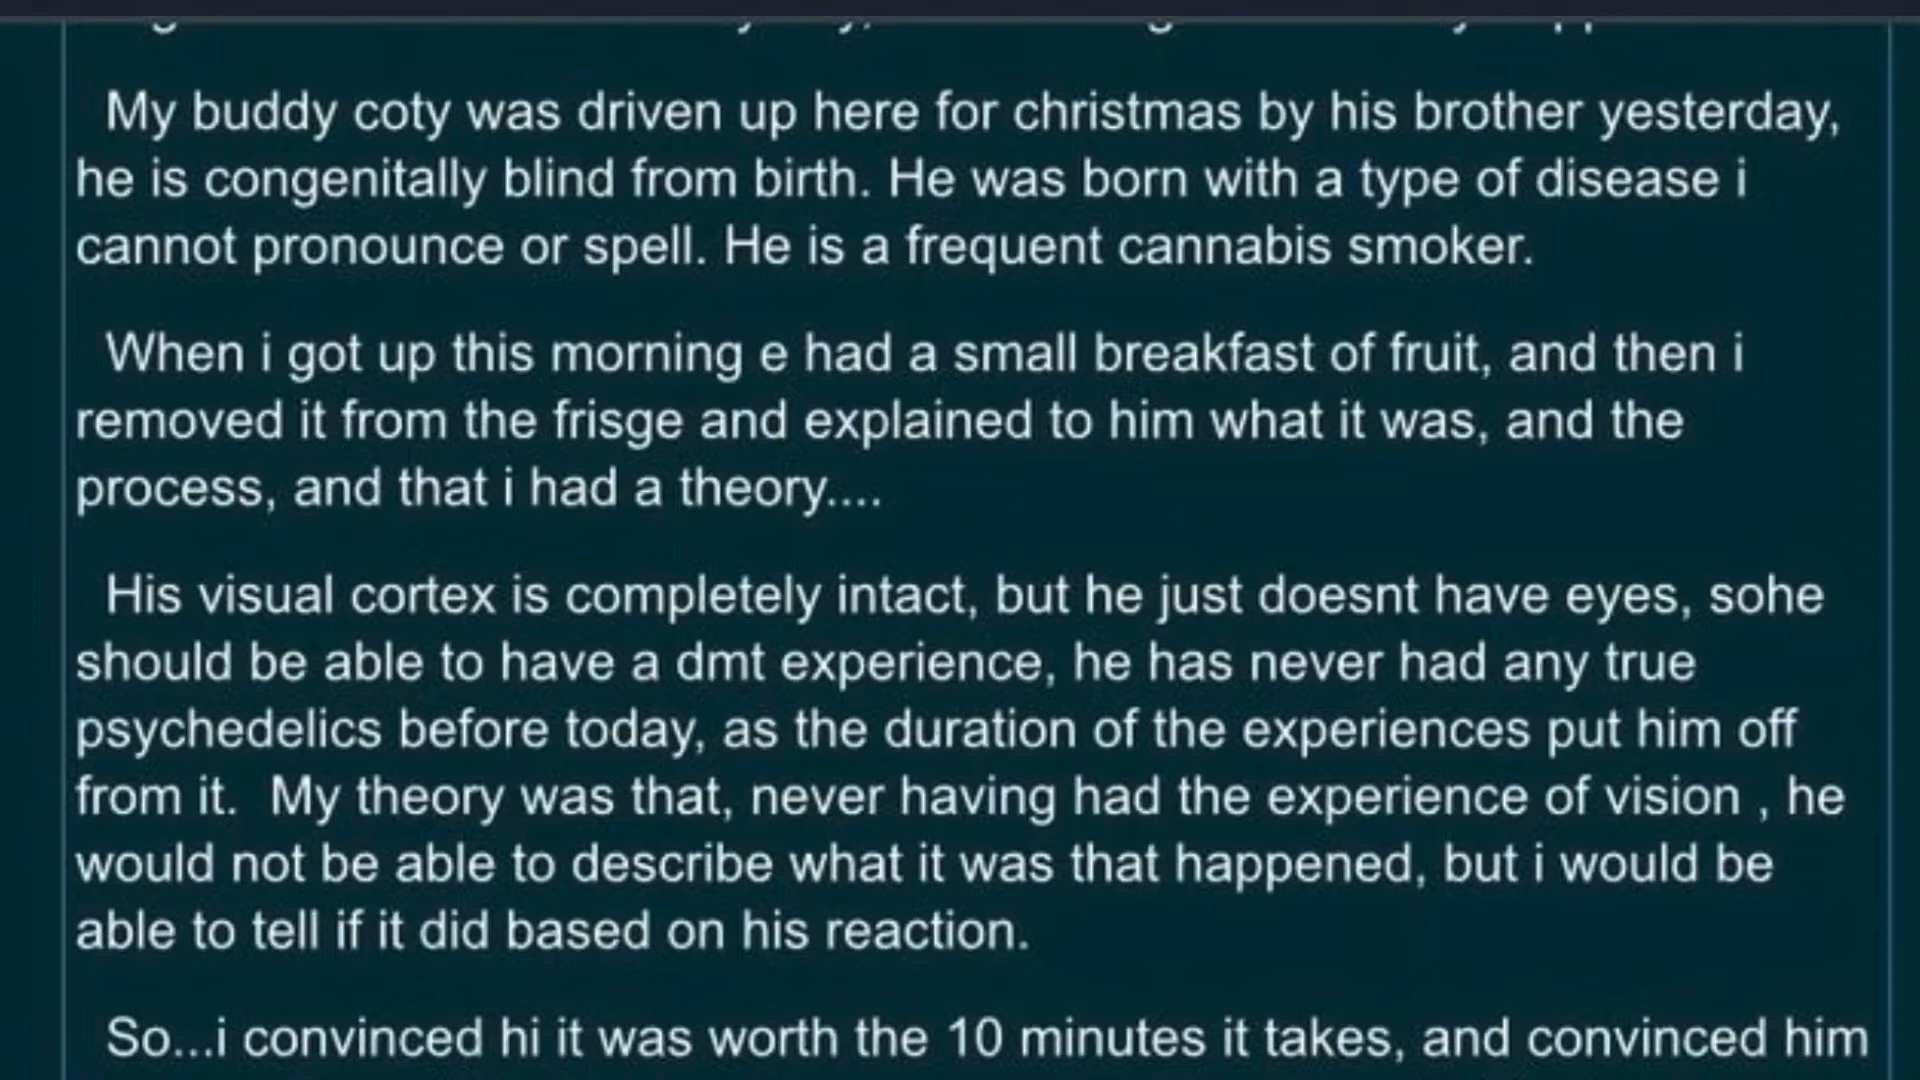 My buddy coty was driven up here for christmas by his brother yesterday,
he is congenitally blind from birth. He was born with a type of disease i
cannot pronounce or spell. He is a frequent cannabis smoker.
When i got up this morning e had a small breakfast of fruit, and then i
removed it from the frisge and explained to him what it was, and the
process, and that i had a theory....
His visual cortex is completely intact, but he just doesnt have eyes, sohe
should be able to have a dmt experience, he has never had any true
psychedelics before today, as the duration of the experiences put him off
from it.  My theory was that, never having had the experience of vision , he
would not be able to describe what it was that happened, but i would be
able to tell if it did based on his reaction.
So...i convinced hi it was worth the 10 minutes it takes, and convinced him